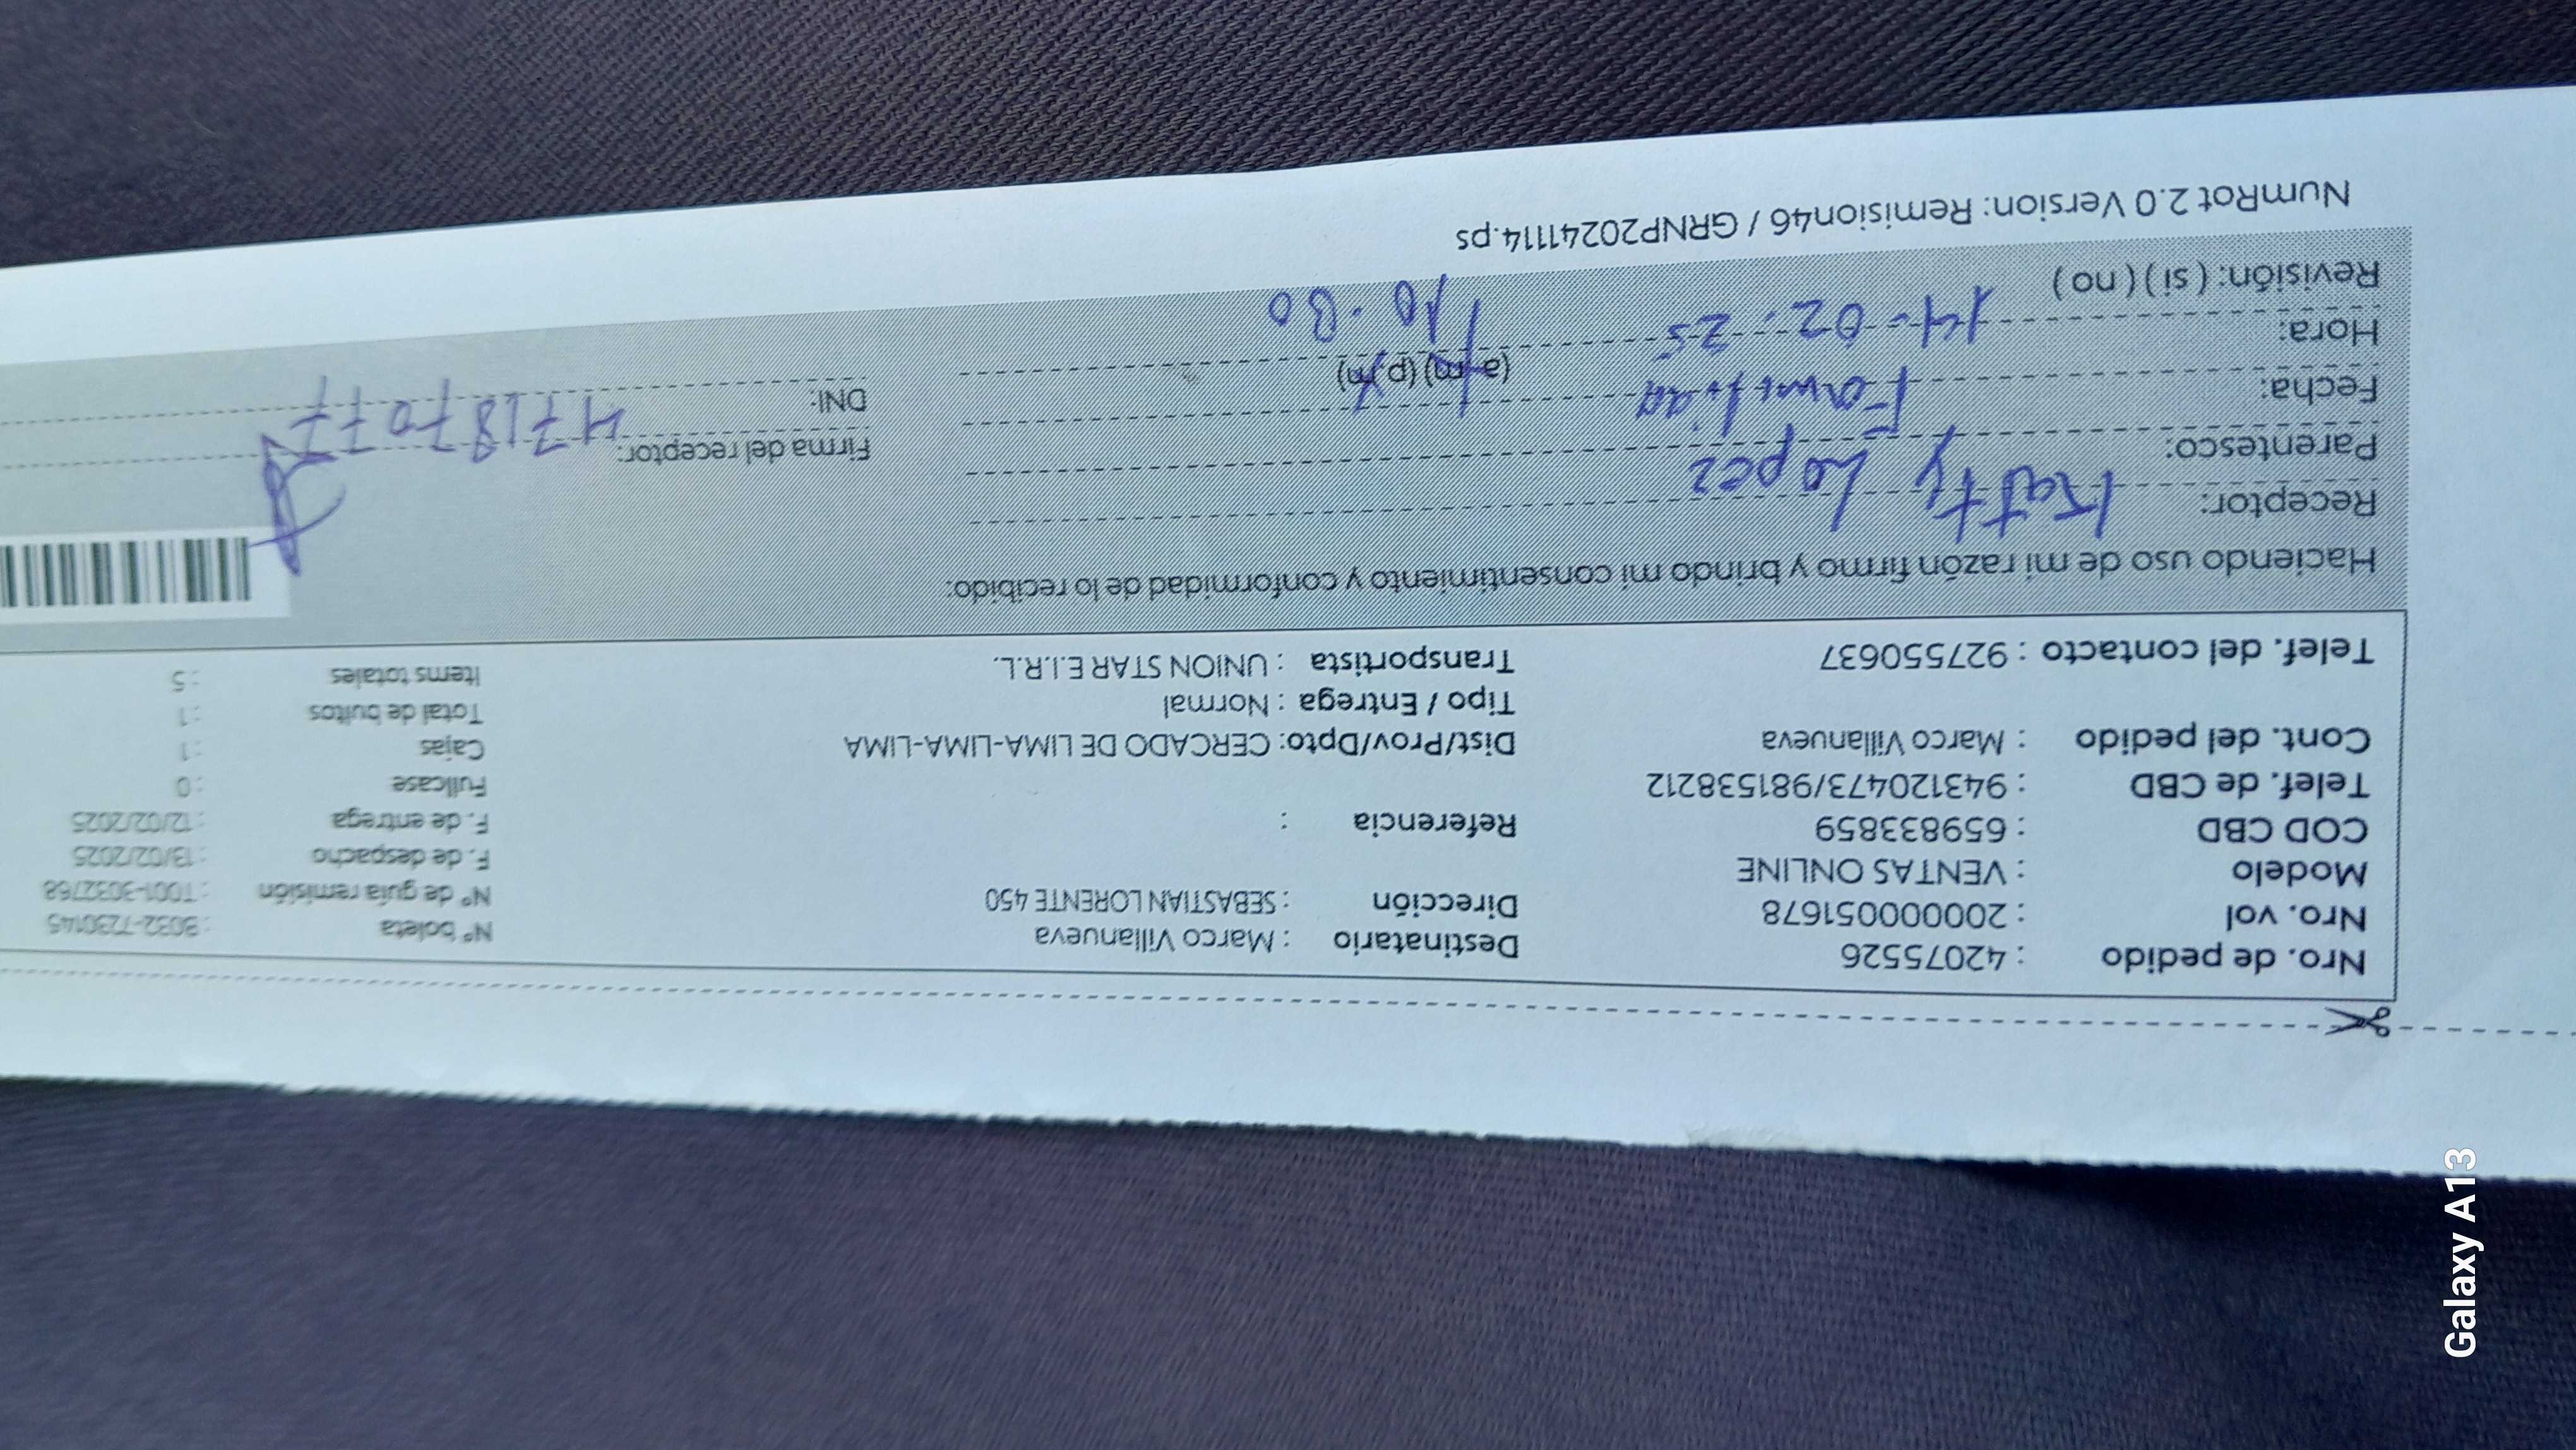 Nro. de pedido : 42075526 Destinatario : Marco Villanueva N° boleta : B032-7230145
Nro. vol : 20000051678 Dirección : SEBASTIAN LORENTE 450 N° de guía remisión : T001-3032768
Modelo : VENTAS ONLINE F. de despacho : 13/02/2025
COD CBD : 659833859 Referencia : F. de entrega : 12/02/2025
Telef. de CBD : 943120473/981538212 Fullcase : 0
Cont. del pedido : Marco Villanueva Dist/Prov/Dpto: CERCADO DE LIMA-LIMA-LIMA Cajas : 1
Tipo / Entrega : Normal Total de bultos : 1
Telef. del contacto : 927550637 Transportista : UNION STAR E.I.R.L. Items totales : 5
Haciendo uso de mi razón firmo y brindo mi consentimiento y conformidad de lo recibido:
Receptor: Katty Lopez
Parentesco: Familiar Firma del receptor:
Fecha: 14-02-25 (a.m) (p.m) DNI: 47187077
Hora: 10.30
Revisión: ( si ) ( no )
NumRot 2.0 Version: Remision46 / GRNP20241114.ps
Galaxy A13